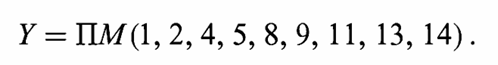 Y = ΠM(1, 2, 4, 5, 8, 9, 11, 13, 14) .